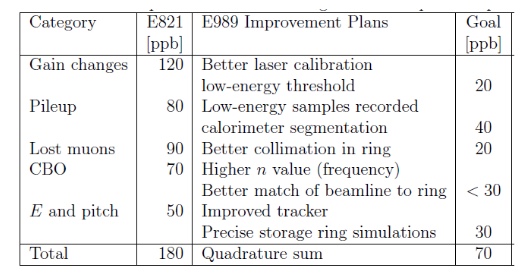 Category E821 E989 Improvement Plans Goal
[ppb] [ppb]
Gain changes 120 Better laser calibration
low-energy threshold 20
Pileup 80 Low-energy samples recorded
calorimeter segmentation 40
Lost muons 90 Better collimation in ring 20
CBO 70 Higher n value (frequency)
Better match of beamline to ring < 30
E and pitch 50 Improved tracker
Precise storage ring simulations 30
Total 180 Quadrature sum 70